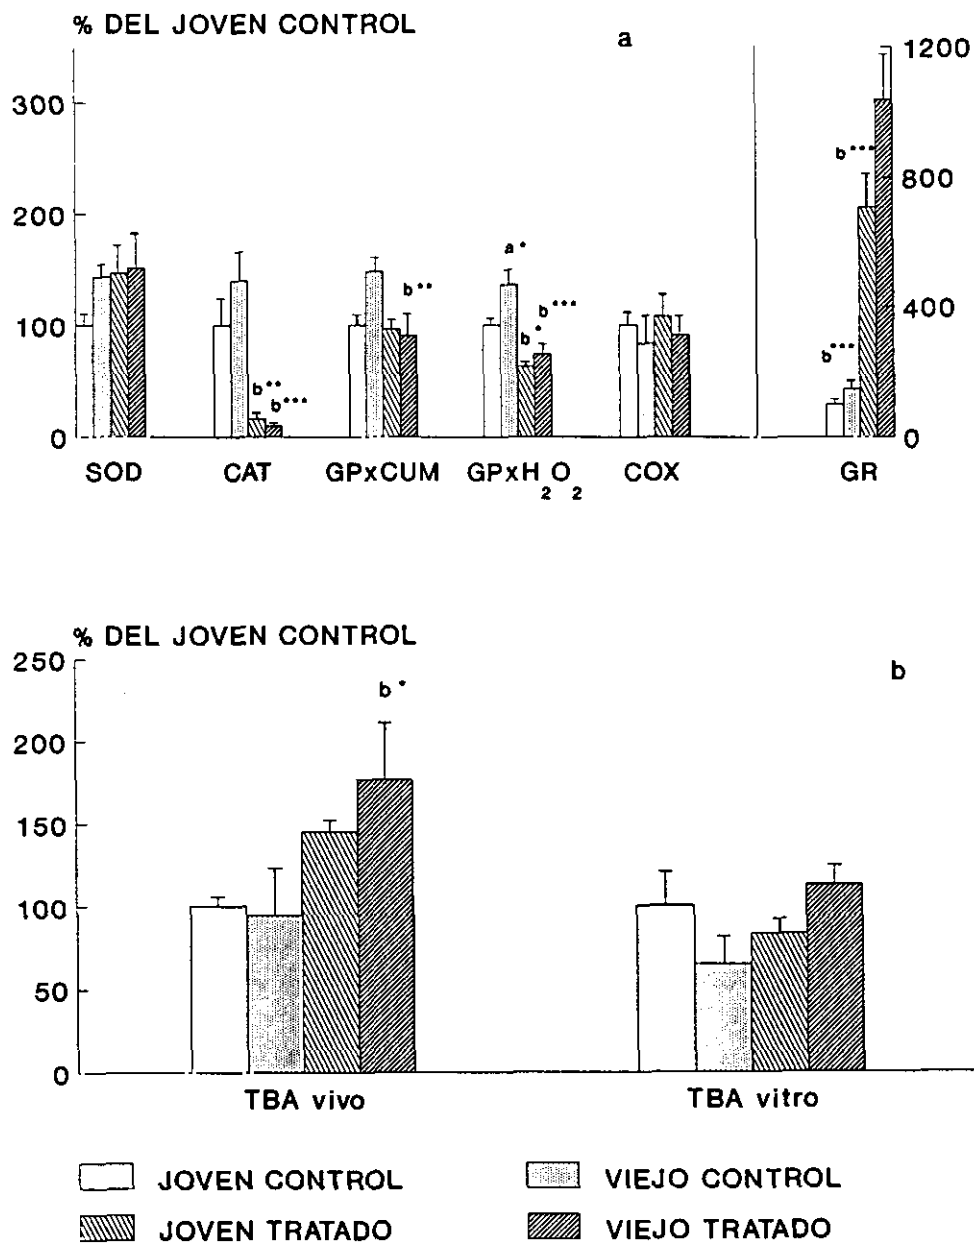 % DEL JOVEN CONTROL
a
1200
300
b***
800
200
a*
b**
b***
400
100
b*
b***
b**
b***
0
0
SOD
CAT
GPxCUM
GPxH2O2
COX
GR
% DEL JOVEN CONTROL
250
b
b*
200
150
100
50
0
TBA vivo
TBA vitro
JOVEN CONTROL
VIEJO CONTROL
JOVEN TRATADO
VIEJO TRATADO